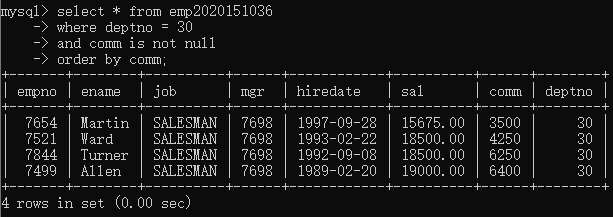 mysql> select * from emp2020151036
    -> where deptno = 30
    -> and comm is not null
    -> order by comm;
+-------+--------+----------+------+------------+----------+------+--------+
| empno | ename | job | mgr | hiredate | sal | comm | deptno |
+-------+--------+----------+------+------------+----------+------+--------+
| 7654 | Martin | SALESMAN | 7698 | 1997-09-28 | 15675.00 | 3500 | 30 |
| 7521 | Ward | SALESMAN | 7698 | 1993-02-22 | 18500.00 | 4250 | 30 |
| 7844 | Turner | SALESMAN | 7698 | 1992-09-08 | 18500.00 | 6250 | 30 |
| 7499 | Allen | SALESMAN | 7698 | 1989-02-20 | 19000.00 | 6400 | 30 |
+-------+--------+----------+------+------------+----------+------+--------+
4 rows in set (0.00 sec)